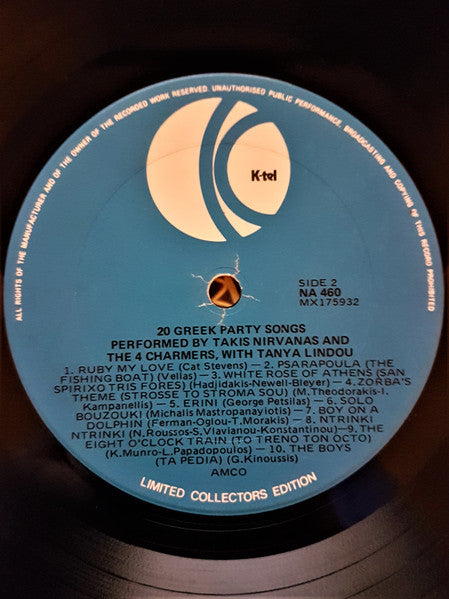 ALL RIGHTS OF THE MANUFACTURER AND OF THE OWNER OF THE RECORDED WORK RESERVED. UNAUTHORISED PUBLIC PERFORMANCE, BROADCASTING AND COPYING OF THIS RECORD PROHIBITED
K-tel
SIDE 2
NA 460
MX175932
20 GREEK PARTY SONGS
PERFORMED BY TAKIS NIRVANAS AND
THE 4 CHARMERS, WITH TANYA LINDOU
1. RUBY MY LOVE (Cat Stevens) - 2. PSARAPOULA (THE
FISHING BOAT) (Vellas) - 3. WHITE ROSE OF ATHENS (SAN
SPIRIXO TRIS FORES) (Hadjidakis-Newell-Bleyer) - 4. ZORBA'S
THEME (STROSSE TO STROMA SOU) (M.Theodorakis-I.
Kampanellis) - 5. ERINI (George Petsilas) - 6. SOLO
BOUZOUKI (Michalis Mastropanayiotis) - 7. BOY ON A
DOLPHIN (Ferman-Oglou-T.Morakis) - 8. NTRINKI
NTRINKI (N.Roussos-S.Vlavianou-Konstantinou)-9. THE
EIGHT O'CLOCK TRAIN (TO TRENO TON OCTO)
(K.Munro-L.Papadopoulos) - 10. THE BOYS
(TA PEDIA) (G.Kinoussis)
AMCO
LIMITED COLLECTORS EDITION